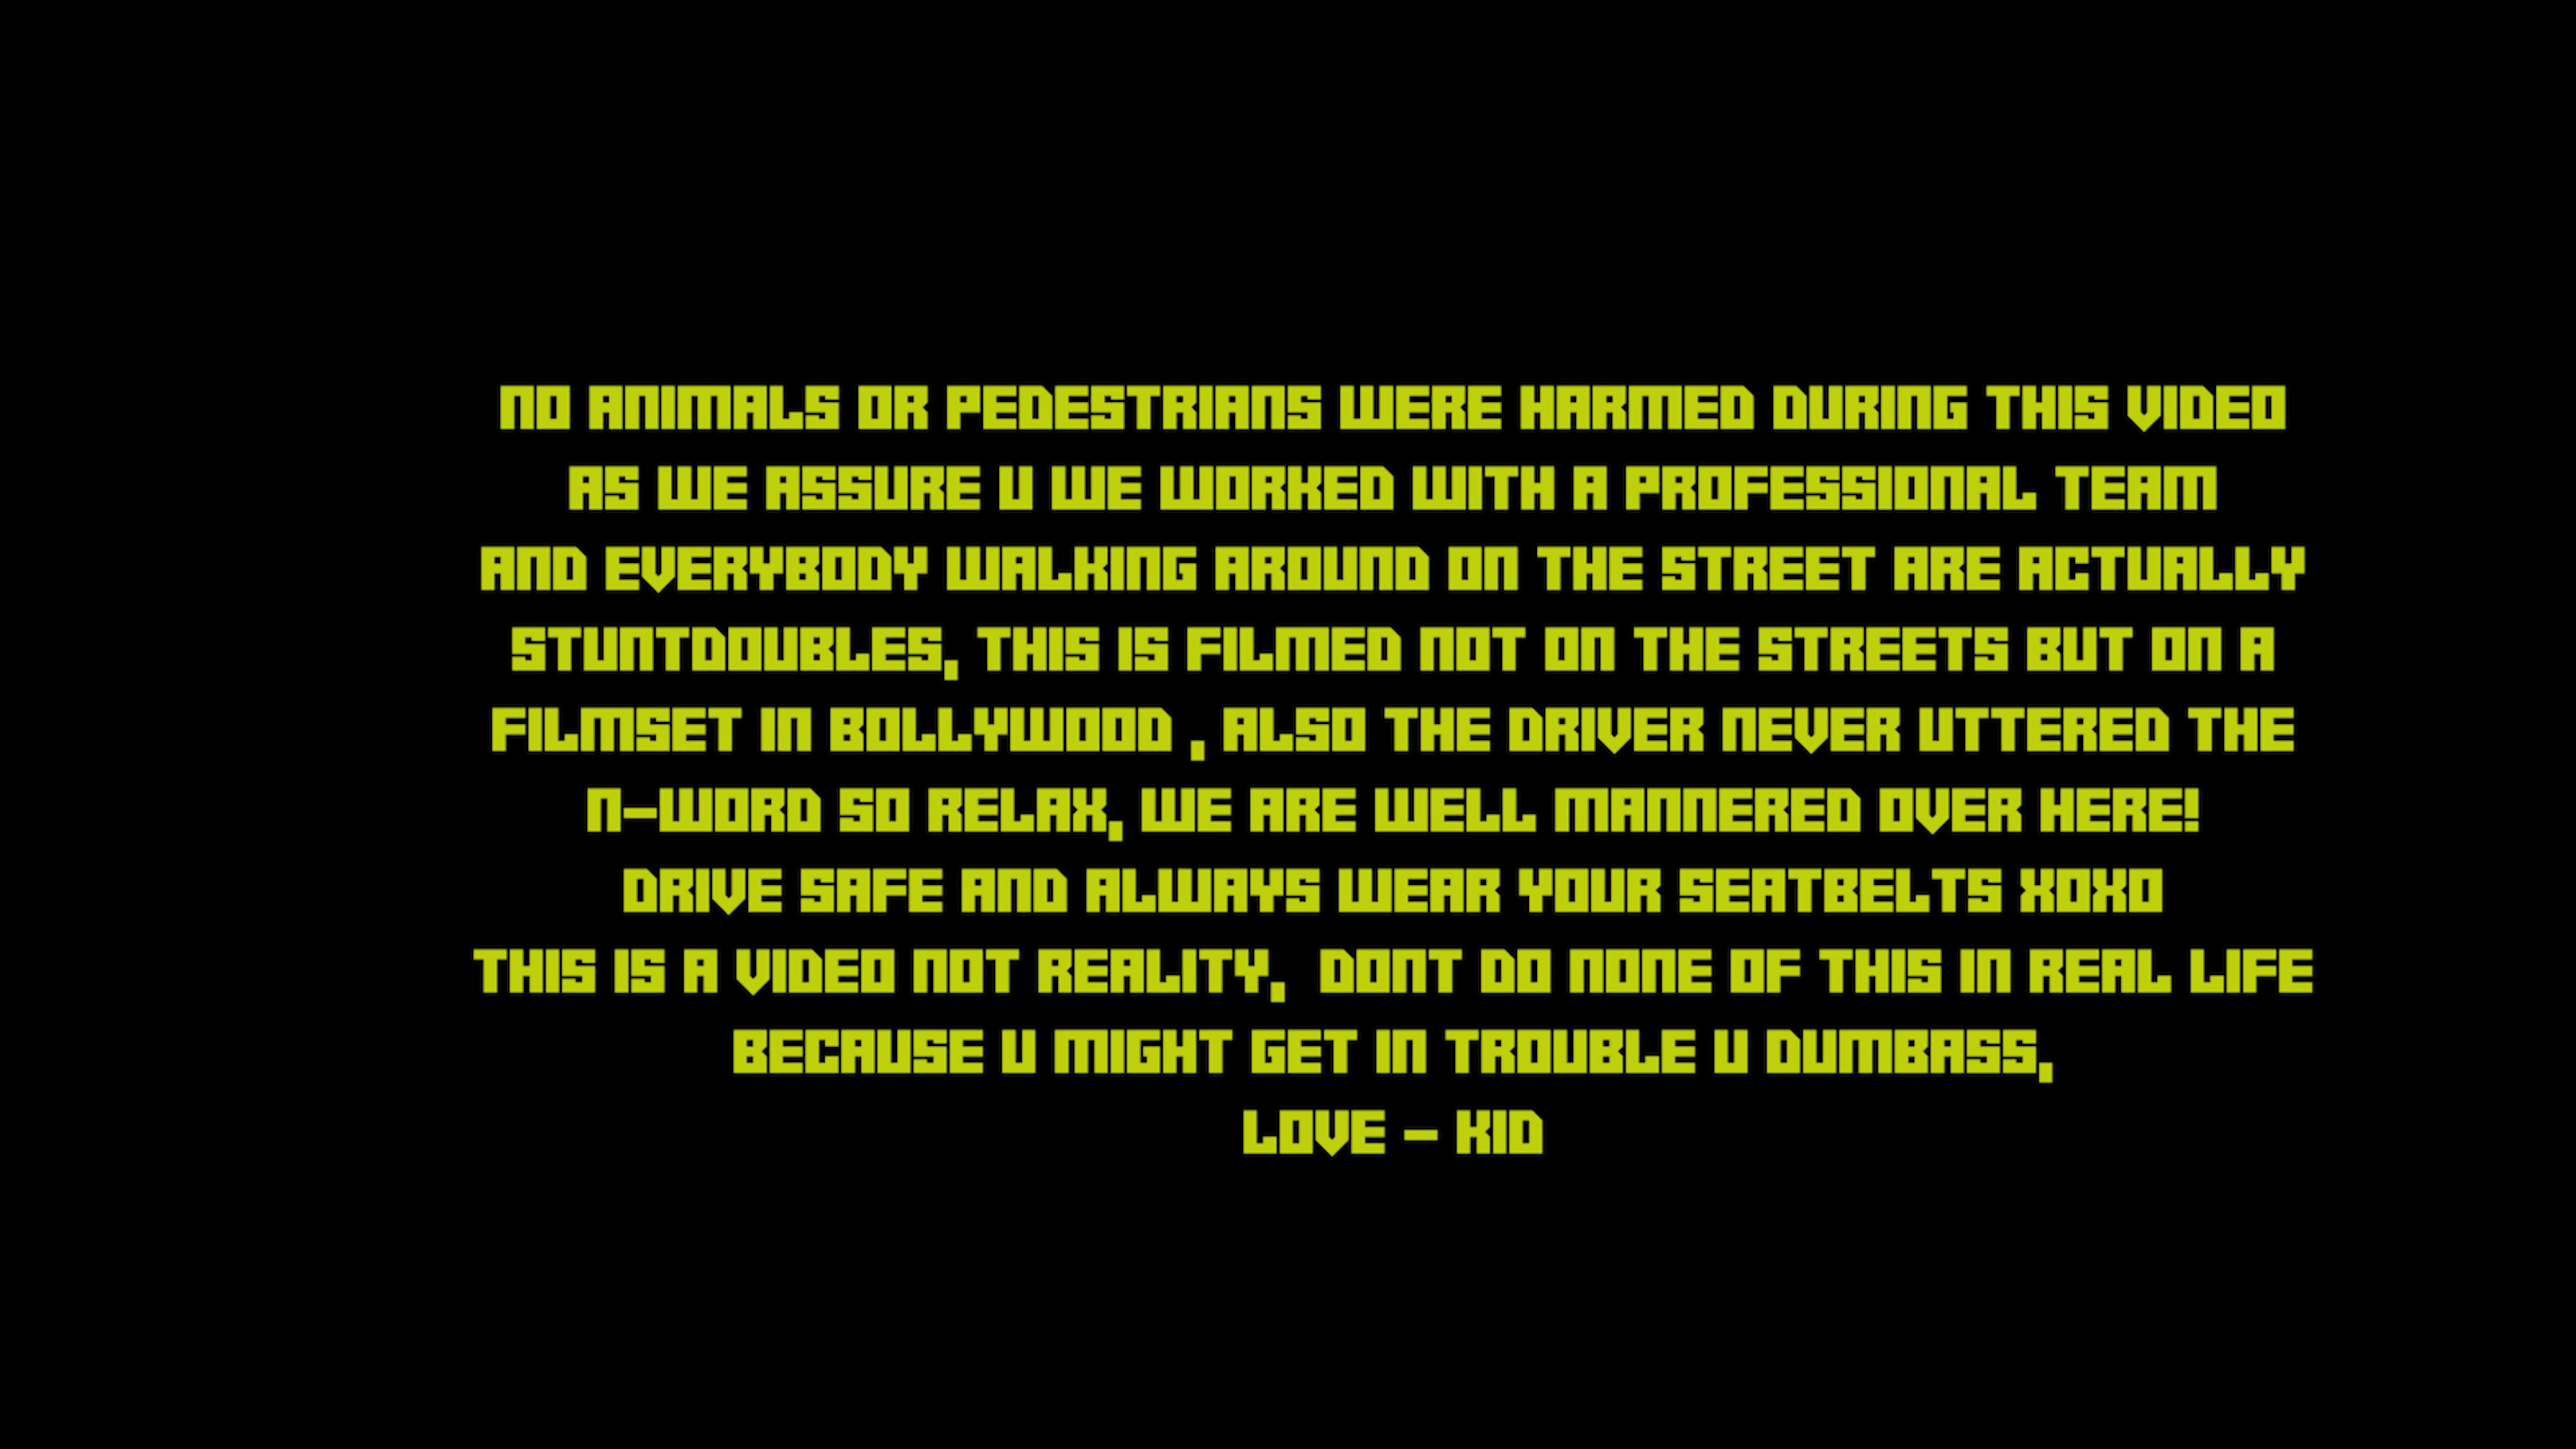 NO ANIMALS OR PEDESTRIANS WERE HARMED DURING THIS VIDEO
AS WE ASSURE U WE WORKED WITH A PROFESSIONAL TEAM
AND EVERYBODY WALKING AROUND ON THE STREET ARE ACTUALLY
STUNTDOUBLES, THIS IS FILMED NOT ON THE STREETS BUT ON A
FILMSET IN BOLLYWOOD , ALSO THE DRIVER NEVER UTTERED THE
N-WORD SO RELAX, WE ARE WELL MANNERED OVER HERE!
DRIVE SAFE AND ALWAYS WEAR YOUR SEATBELTS XOXO
THIS IS A VIDEO NOT REALITY,  DONT DO NONE OF THIS IN REAL LIFE
BECAUSE U MIGHT GET IN TROUBLE U DUMBASS,
LOVE - KID